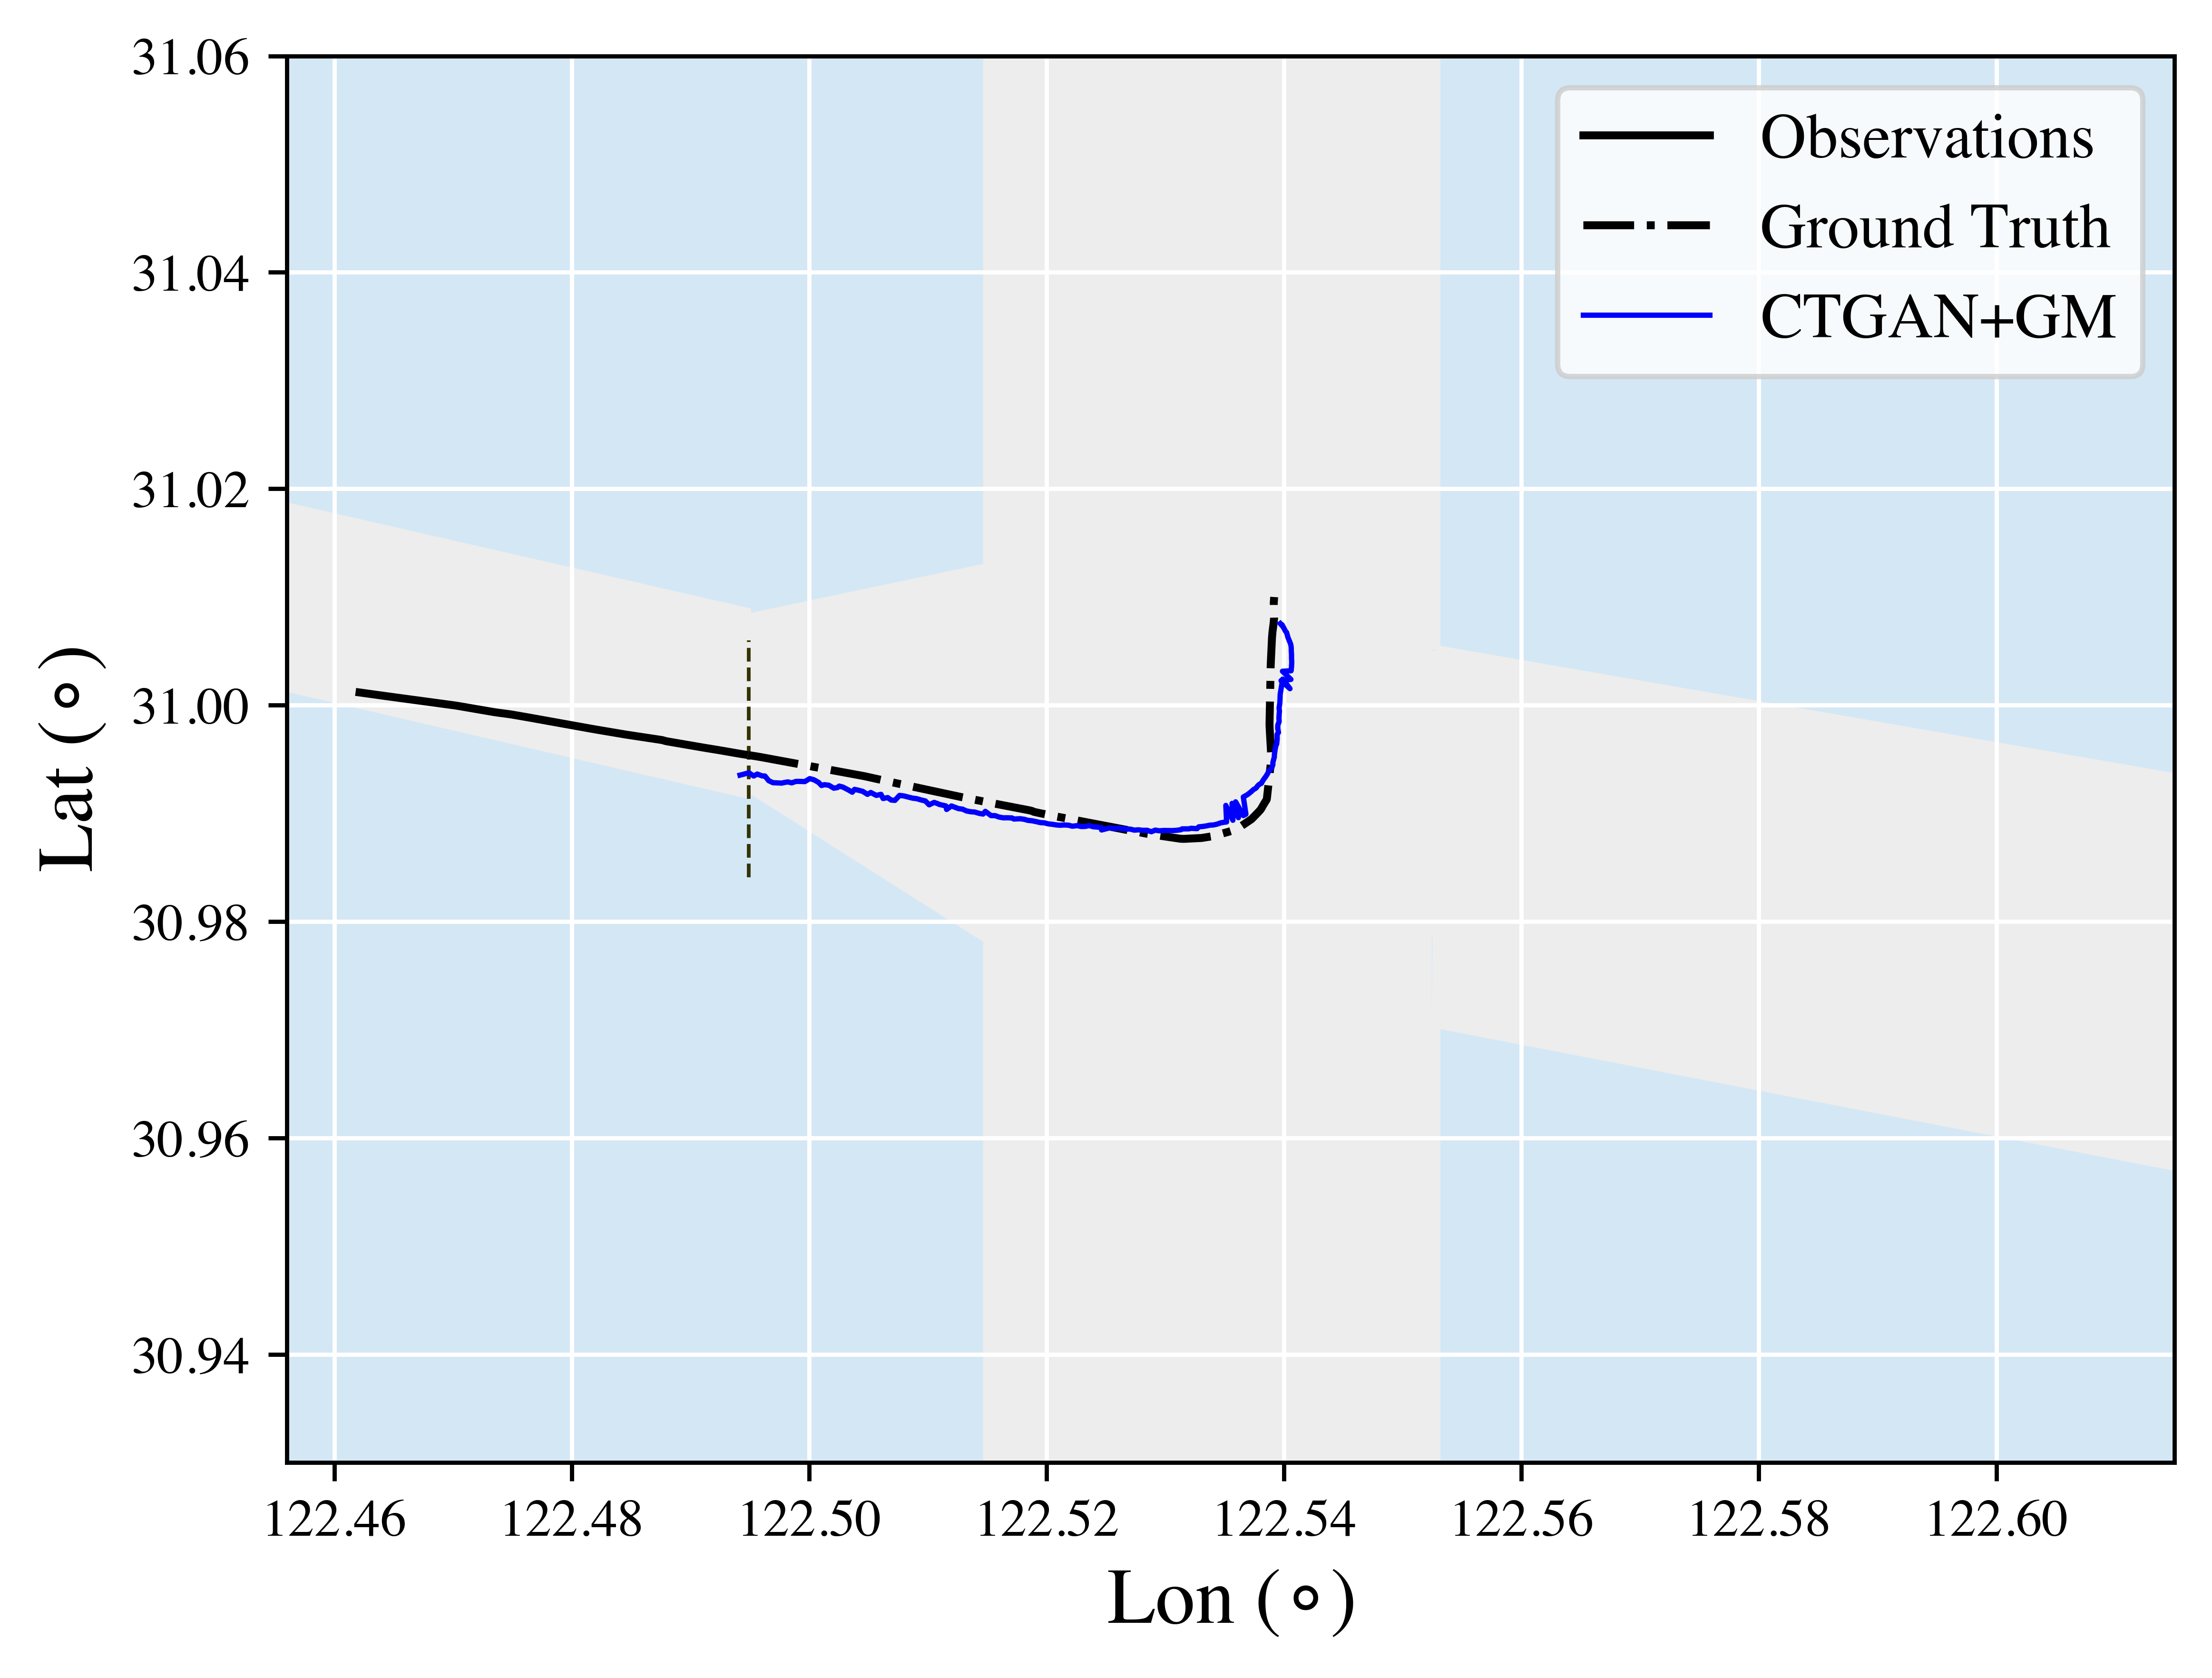 31.06
31.04
31.02
31.00
30.98
30.96
30.94
Lat (∘)
Observations
Ground Truth
CTGAN+GM
122.46 122.48 122.50 122.52 122.54 122.56 122.58 122.60
Lon (∘)